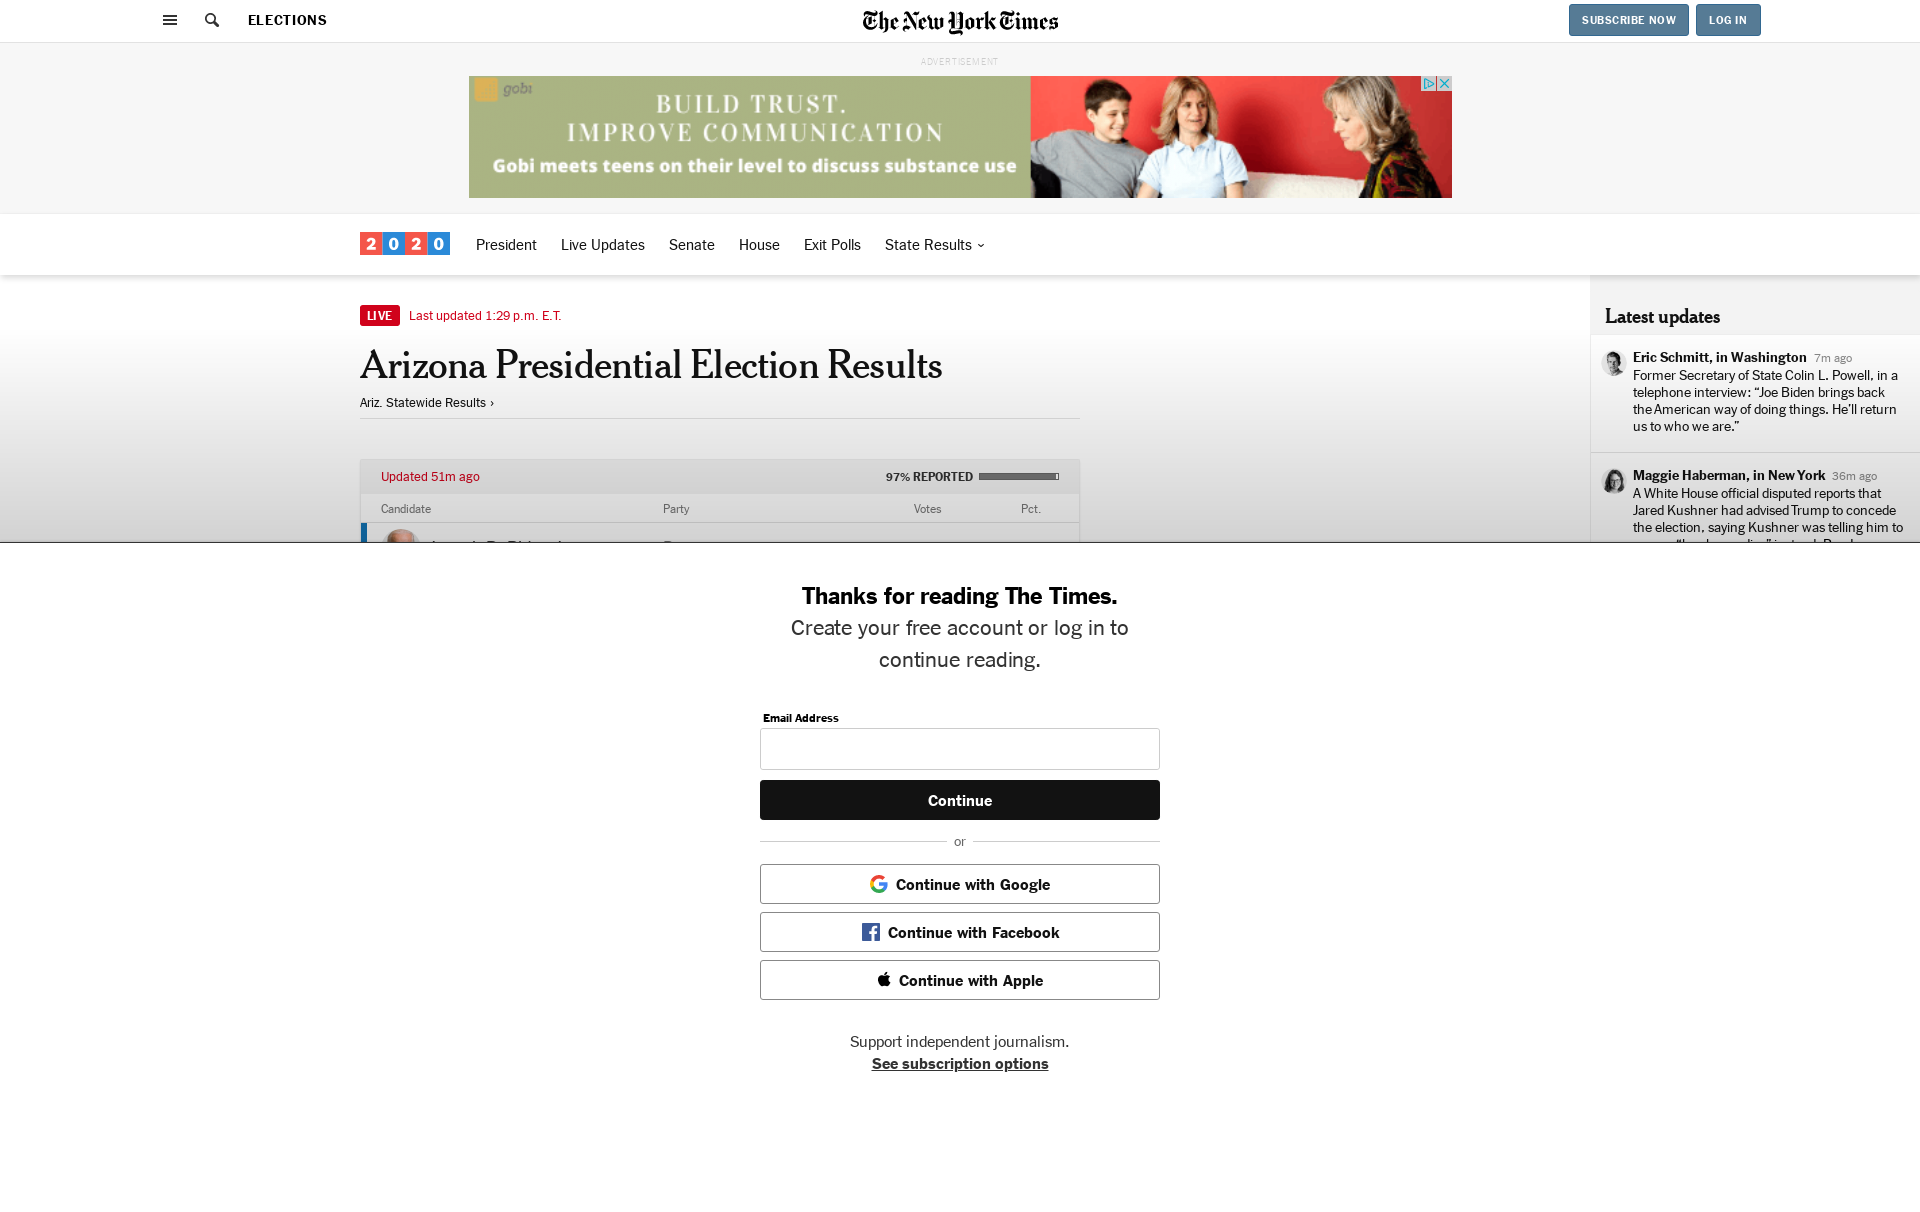 ELECTIONS
The New York Times
SUBSCRIBE NOW
LOG IN
ADVERTISEMENT
gobi
BUILD TRUST.
IMPROVE COMMUNICATION
Gobi meets teens on their level to discuss substance use
2020
President
Live Updates
Senate
House
Exit Polls
State Results
LIVE
Last updated 1:29 p.m. E.T.
Arizona Presidential Election Results
Ariz. Statewide Results ›
Updated 51m ago
97% REPORTED
Candidate
Party
Votes
Pct.
Latest updates
Eric Schmitt, in Washington 7m ago
Former Secretary of State Colin L. Powell, in a
telephone interview: “Joe Biden brings back
the American way of doing things. He’ll return
us to who we are.”
Maggie Haberman, in New York 36m ago
A White House official disputed reports that
Jared Kushner had advised Trump to concede
the election, saying Kushner was telling him to
Thanks for reading The Times.
Create your free account or log in to
continue reading.
Email Address
Continue
or
Continue with Google
Continue with Facebook
Continue with Apple
Support independent journalism.
See subscription options